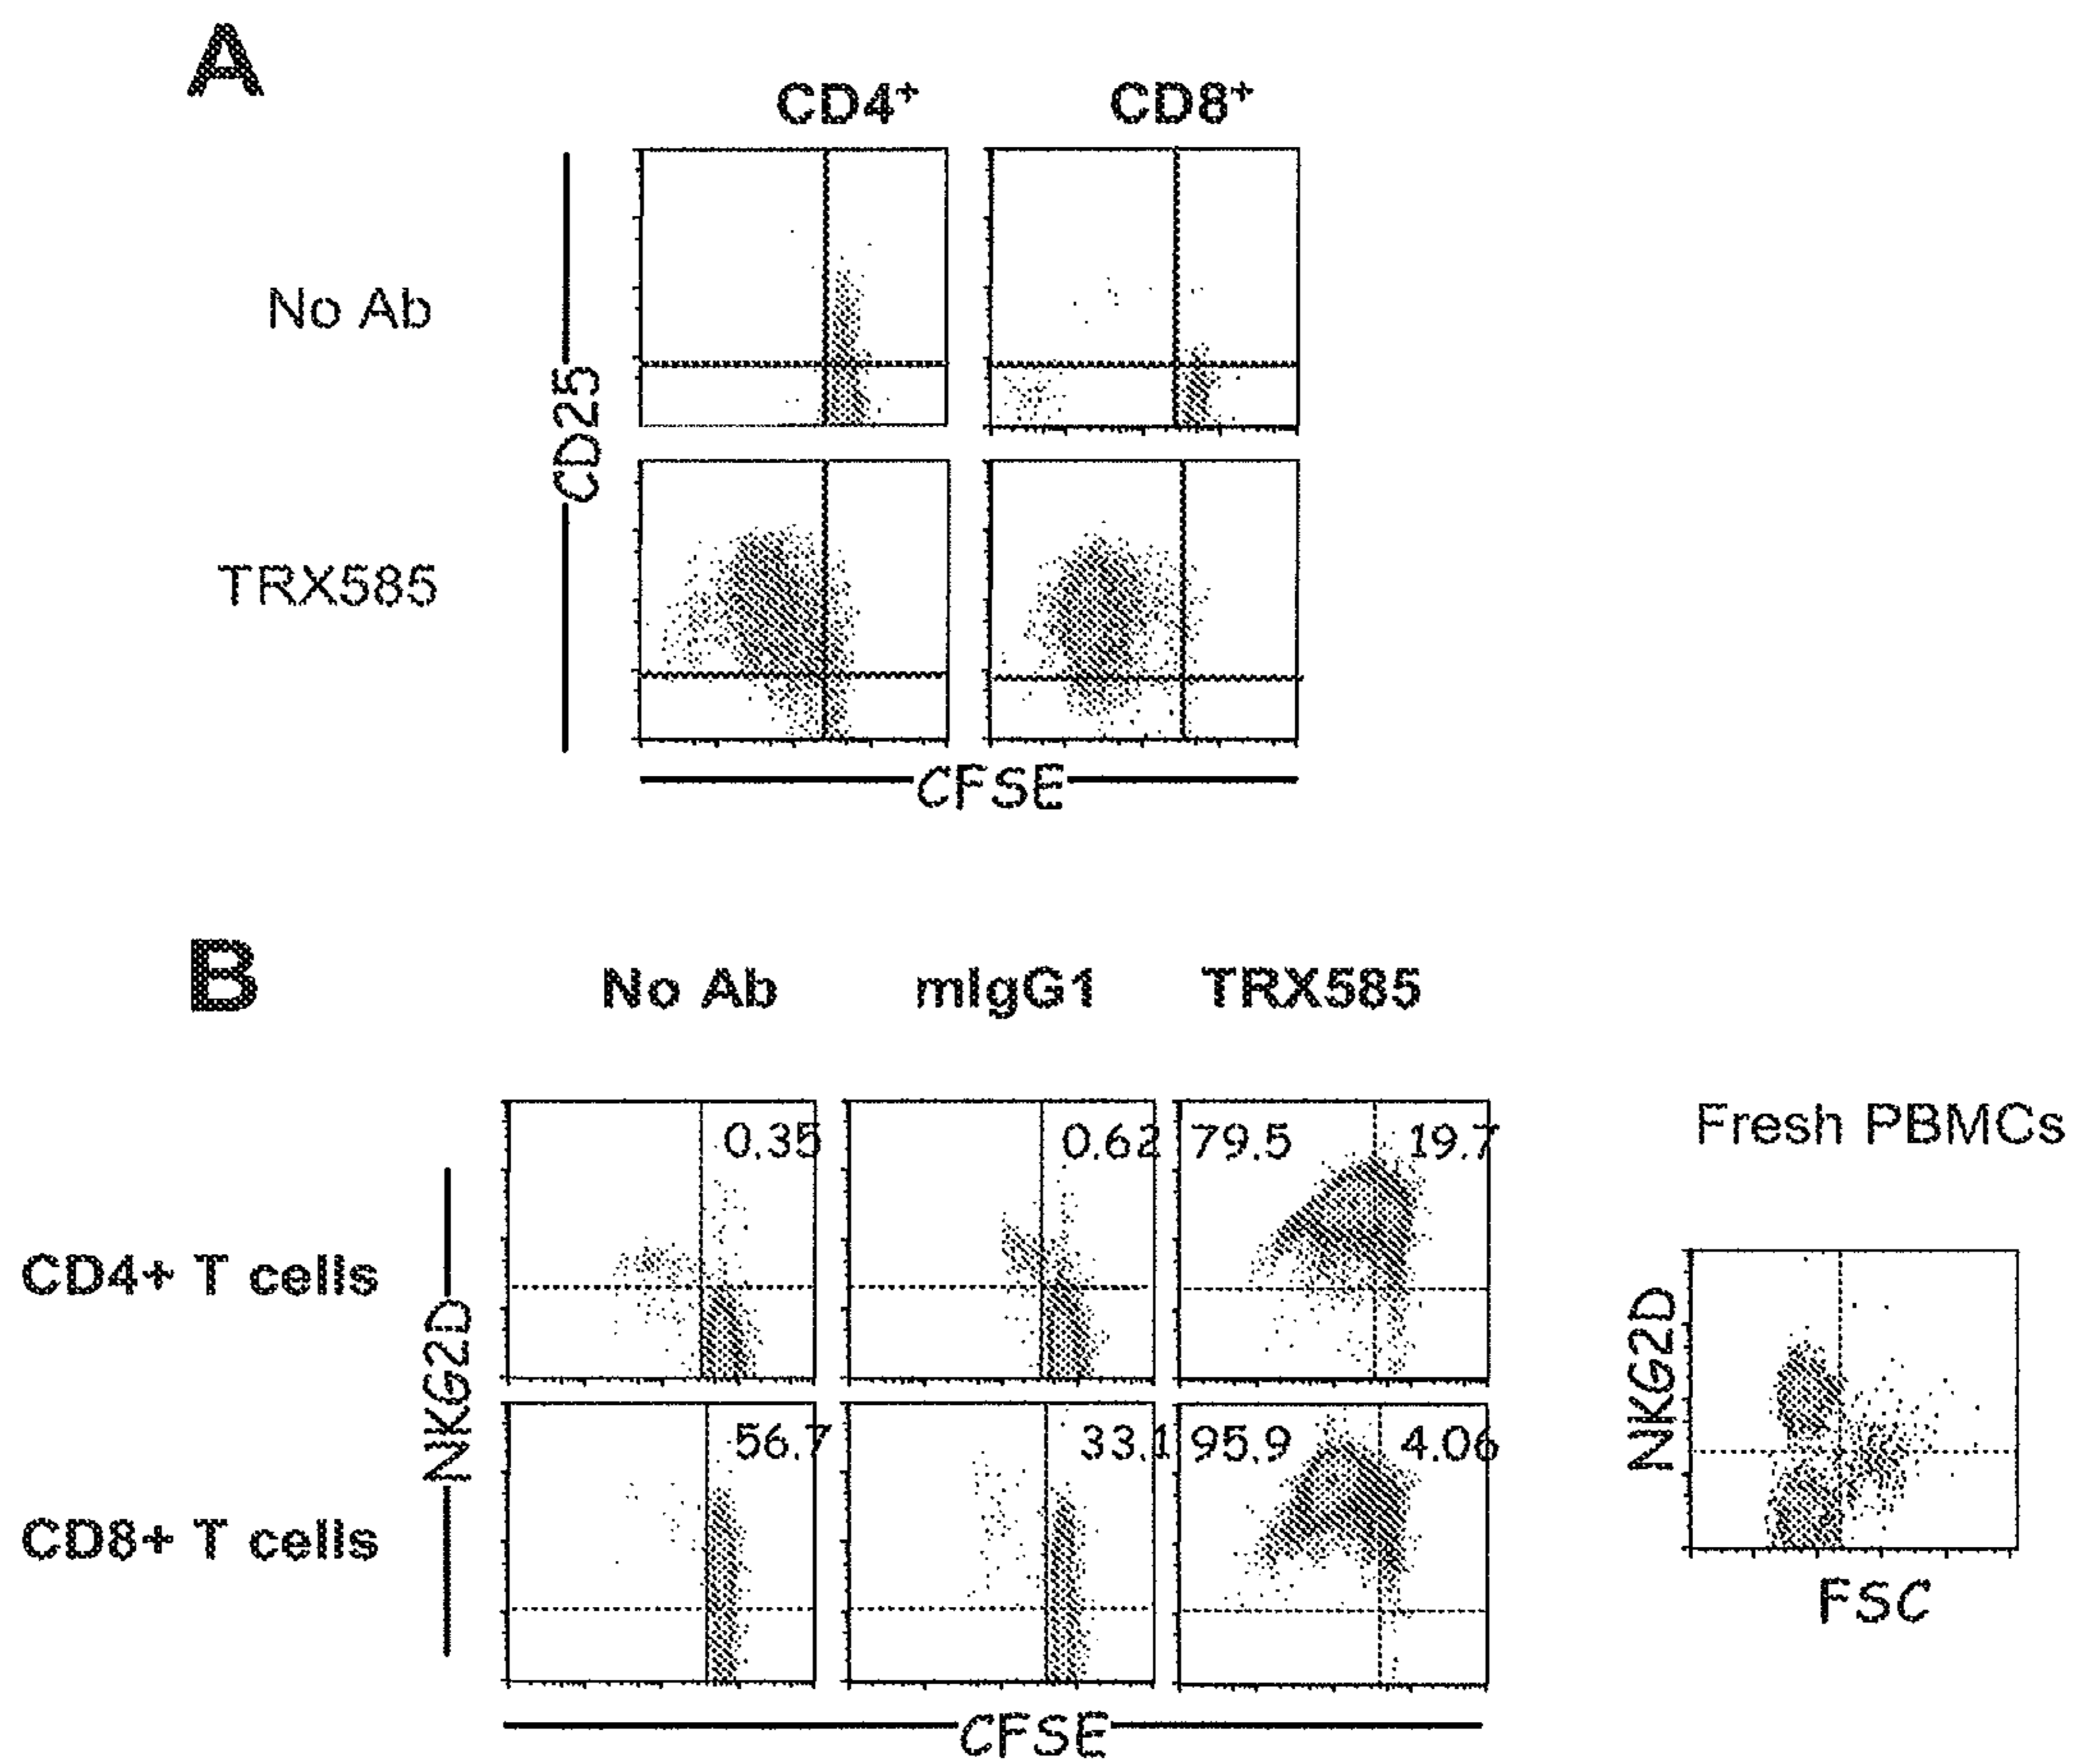 A
CD4+ CD8+
No Ab
CD25
TRX585
CFSE
B
No Ab mIgG1 TRX585
Fresh PBMCs
0.35 0.62 79.5 19.7
CD4+ T cells
NKG2D
NKG2D
56.7 33.1 95.9 4.06
CD8+ T cells
FSC
CFSE